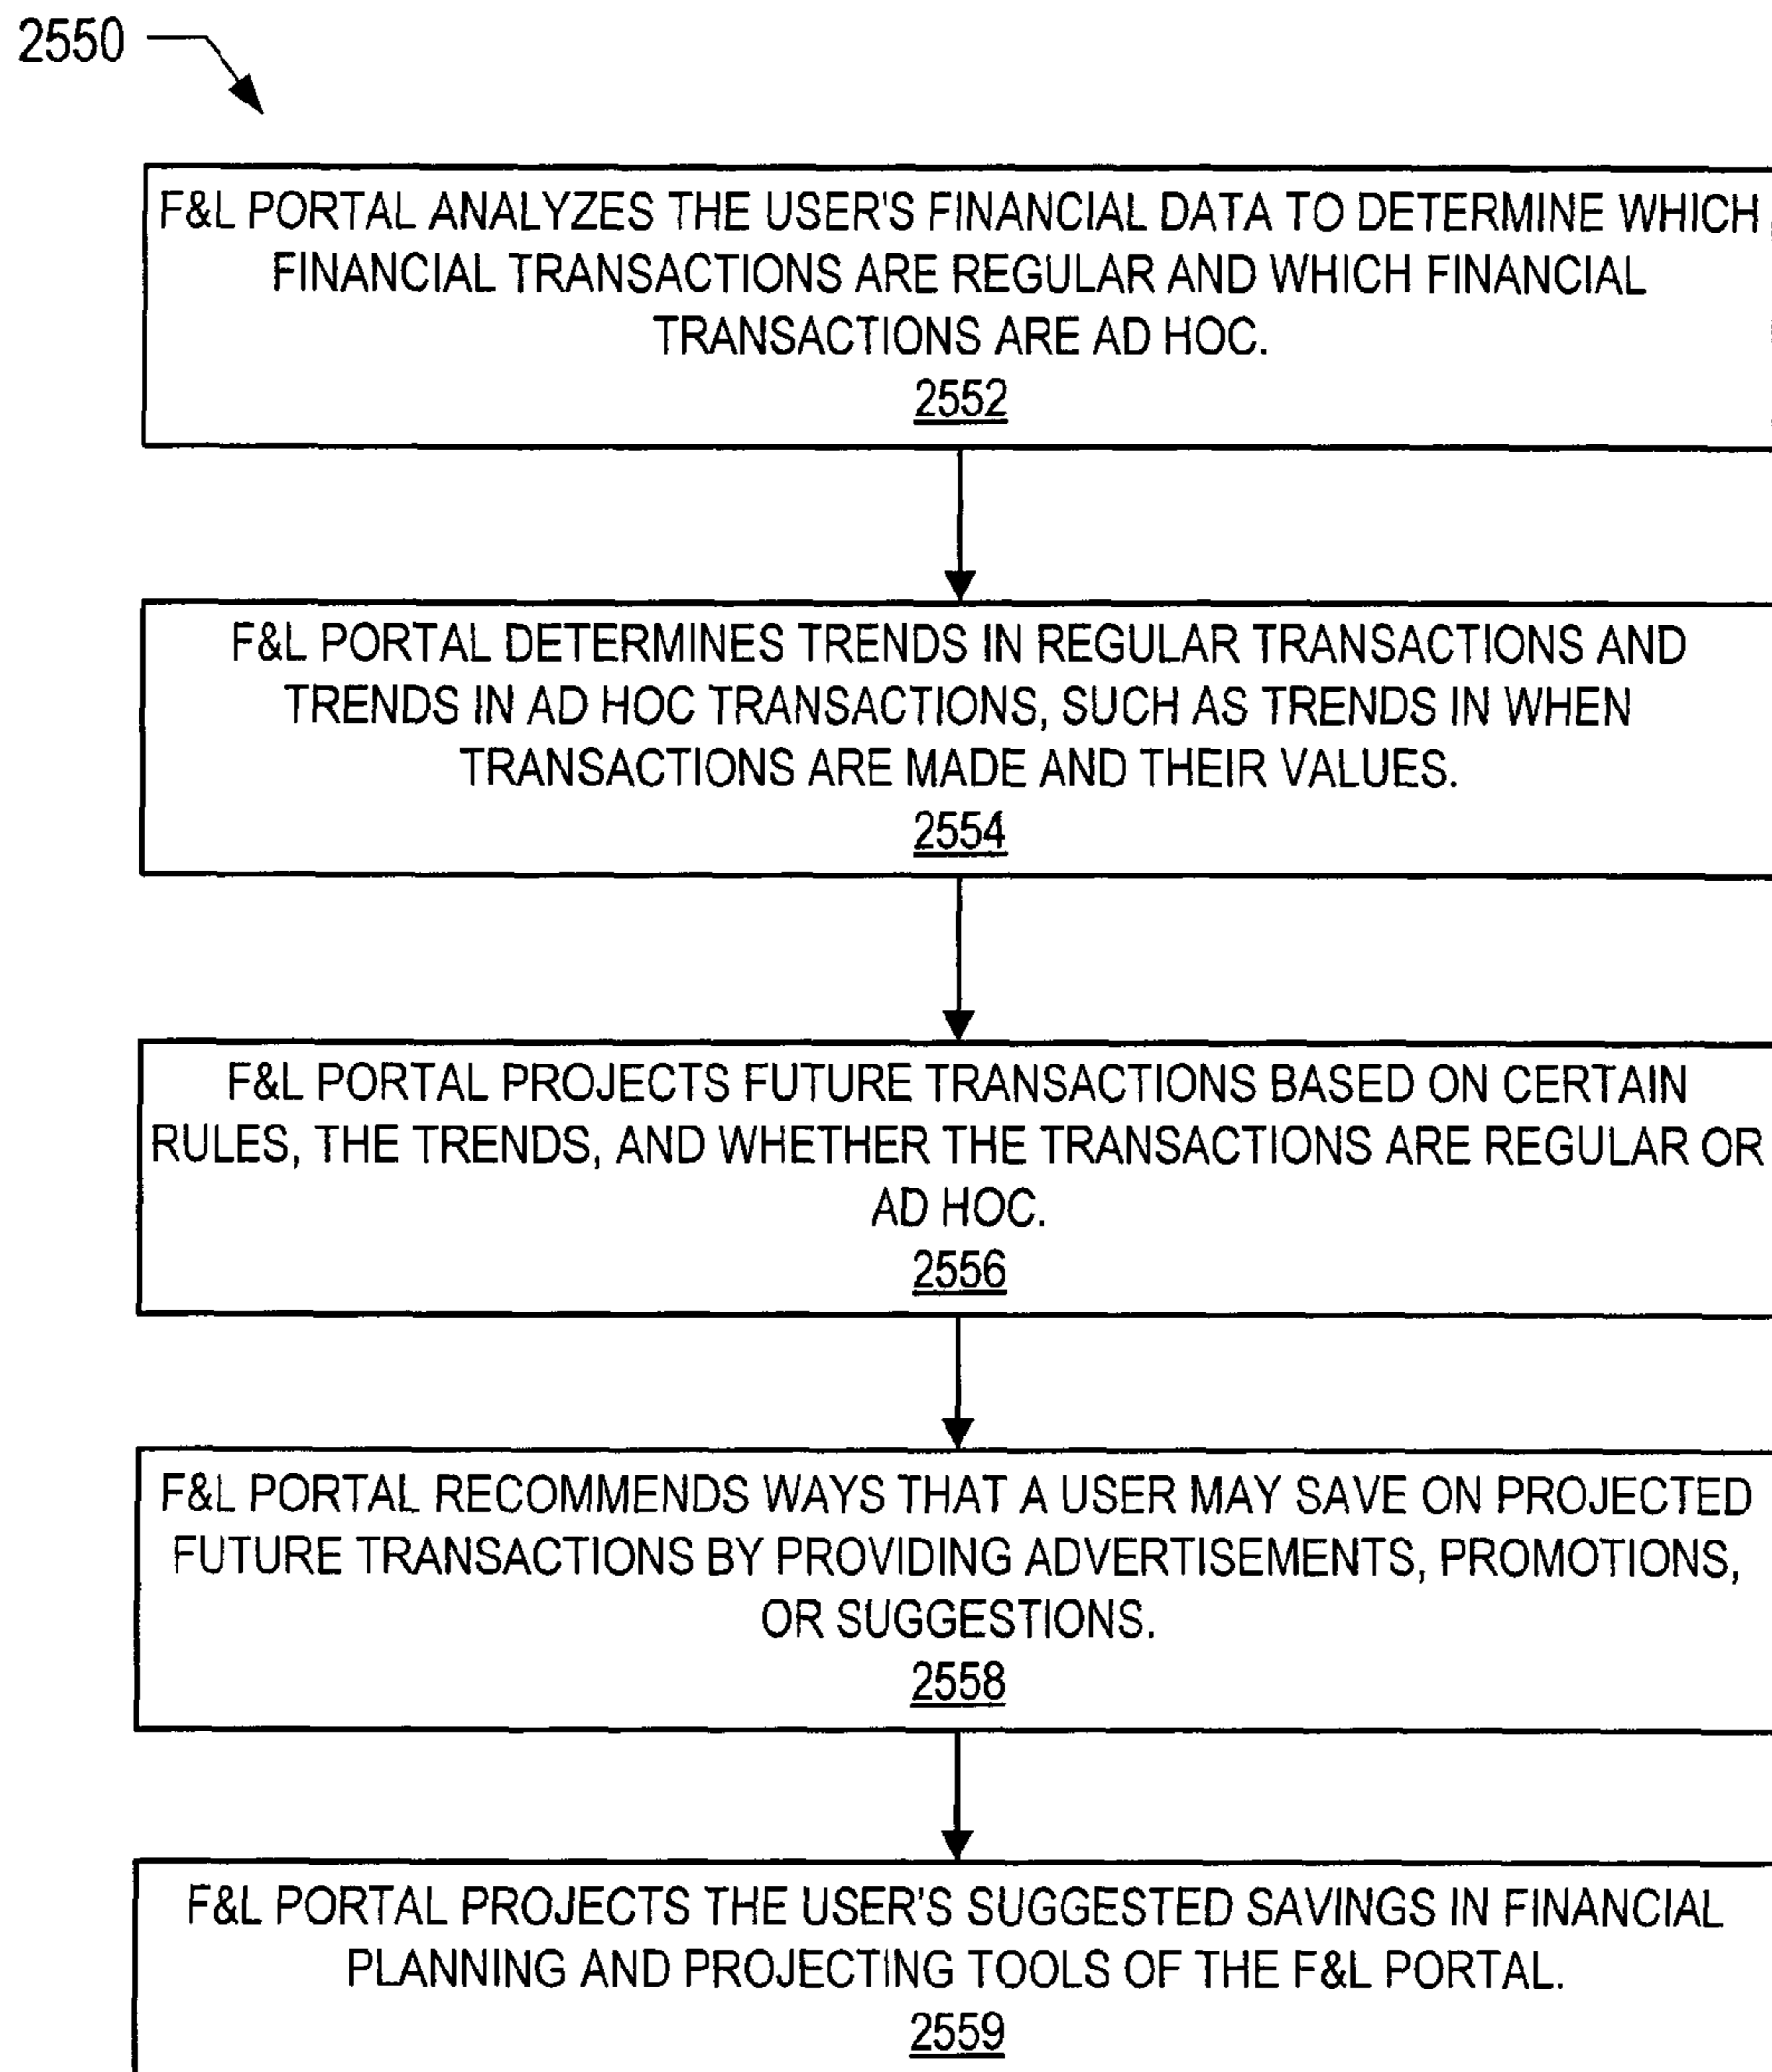 2550
F&L PORTAL ANALYZES THE USER'S FINANCIAL DATA TO DETERMINE WHICH
FINANCIAL TRANSACTIONS ARE REGULAR AND WHICH FINANCIAL
TRANSACTIONS ARE AD HOC.
2552
F&L PORTAL DETERMINES TRENDS IN REGULAR TRANSACTIONS AND
TRENDS IN AD HOC TRANSACTIONS, SUCH AS TRENDS IN WHEN
TRANSACTIONS ARE MADE AND THEIR VALUES.
2554
F&L PORTAL PROJECTS FUTURE TRANSACTIONS BASED ON CERTAIN
RULES, THE TRENDS, AND WHETHER THE TRANSACTIONS ARE REGULAR OR
AD HOC.
2556
F&L PORTAL RECOMMENDS WAYS THAT A USER MAY SAVE ON PROJECTED
FUTURE TRANSACTIONS BY PROVIDING ADVERTISEMENTS, PROMOTIONS,
OR SUGGESTIONS.
2558
F&L PORTAL PROJECTS THE USER'S SUGGESTED SAVINGS IN FINANCIAL
PLANNING AND PROJECTING TOOLS OF THE F&L PORTAL.
2559